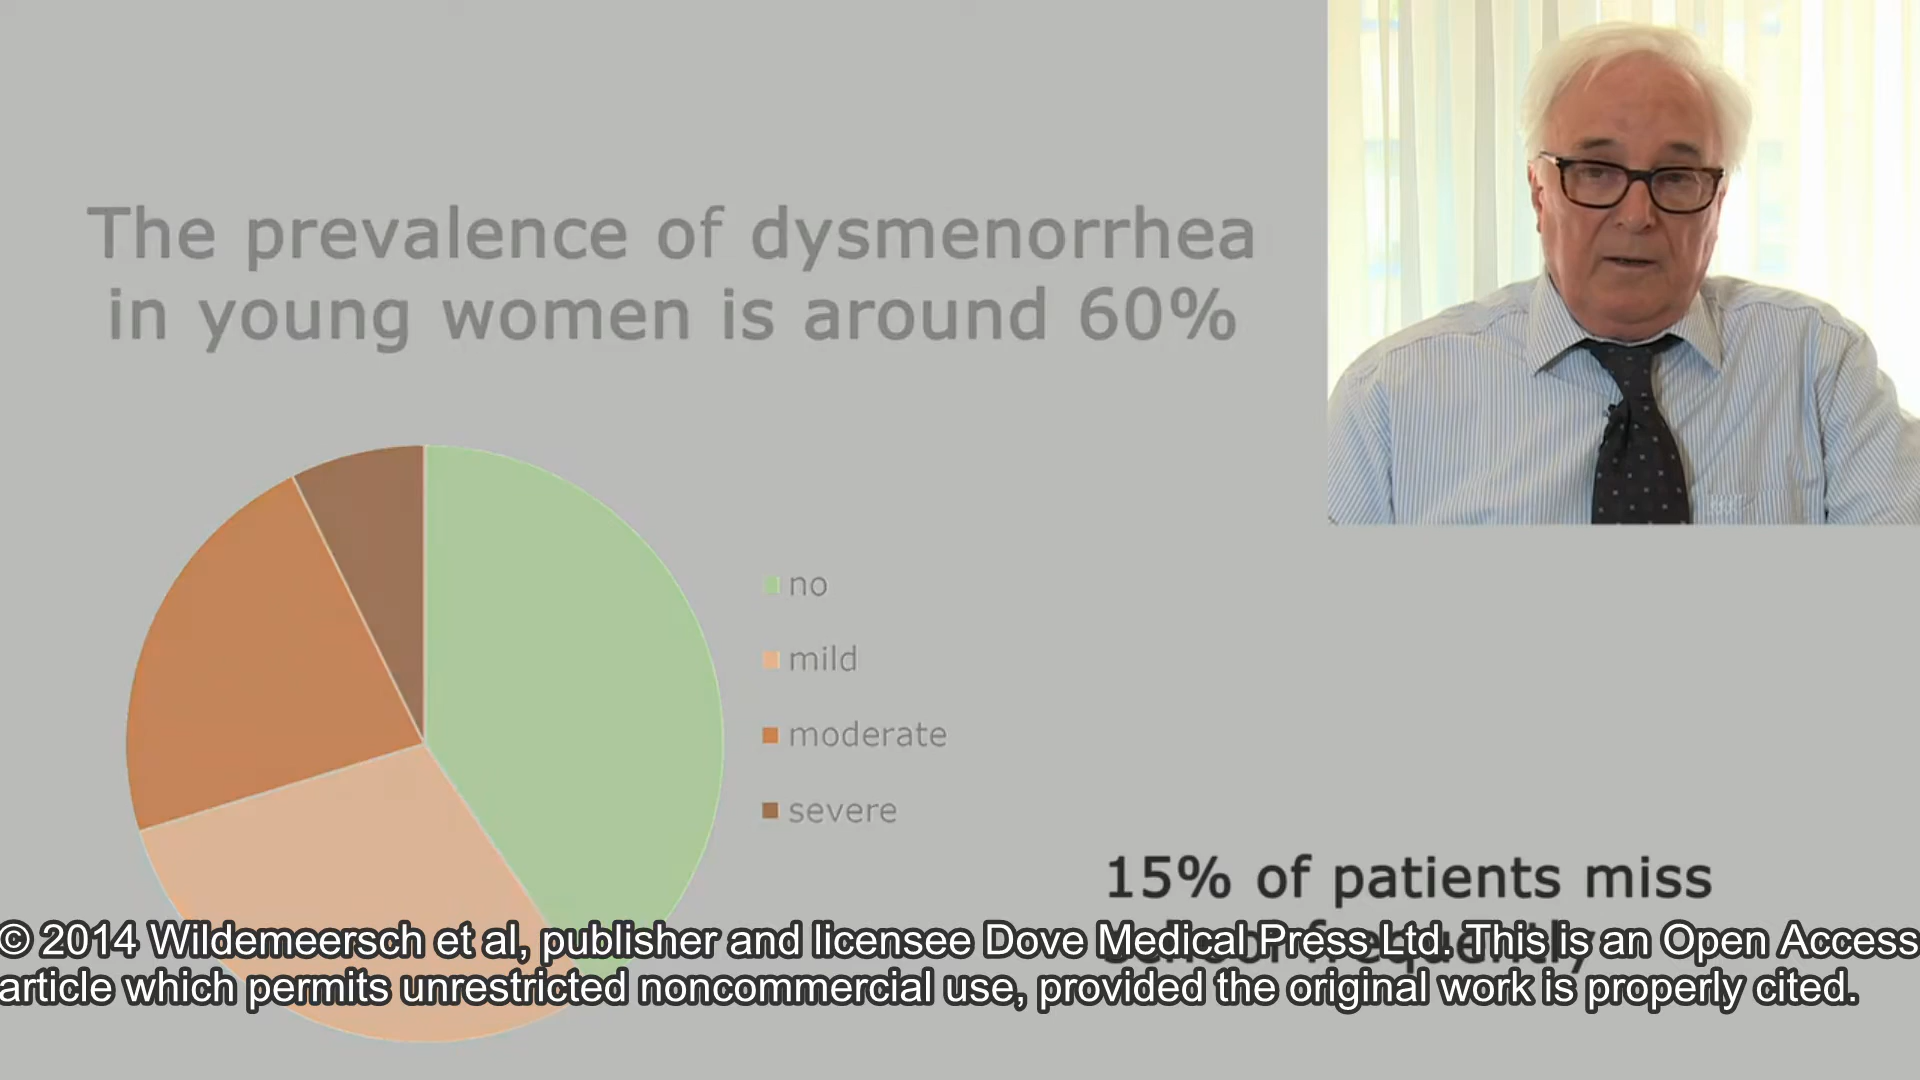 The prevalence of dysmenorrhea
in young women is around 60%
no
mild
moderate
severe
15% of patients miss
school frequently
© 2014 Wildemeersch et al, publisher and licensee Dove Medical Press Ltd. This is an Open Access
article which permits unrestricted noncommercial use, provided the original work is properly cited.